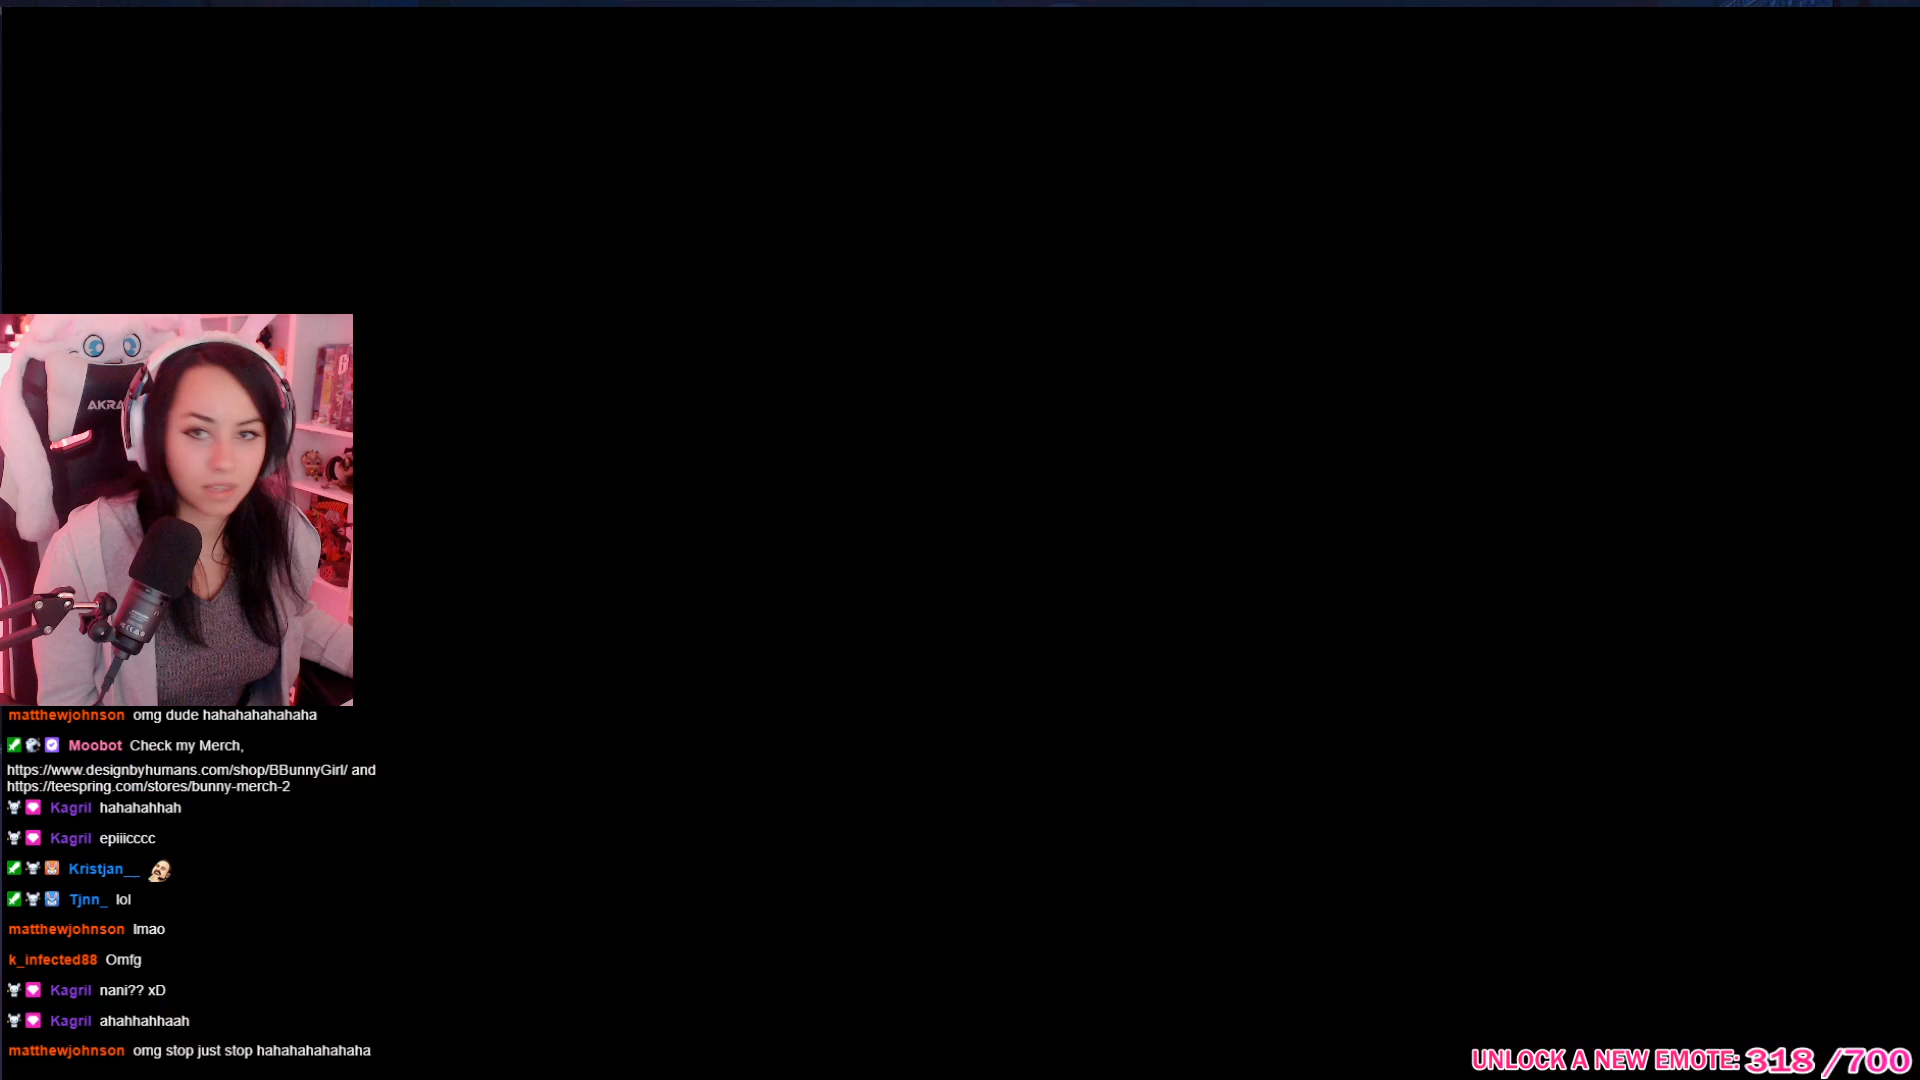 AKRA
matthewjohnson omg dude hahahahahahaha
Moobot Check my Merch,
https://www.designbyhumans.com/shop/BBunnyGirl/ and
https://teespring.com/stores/bunny-merch-2
Kagril hahahahhah
Kagril epiiicccc
Kristjan__
Tjnn_ lol
matthewjohnson lmao
k_infected88 Omfg
Kagril nani?? xD
Kagril ahahhahhaah
matthewjohnson omg stop just stop hahahahahahaha
UNLOCK A NEW EMOTE: 318 /700